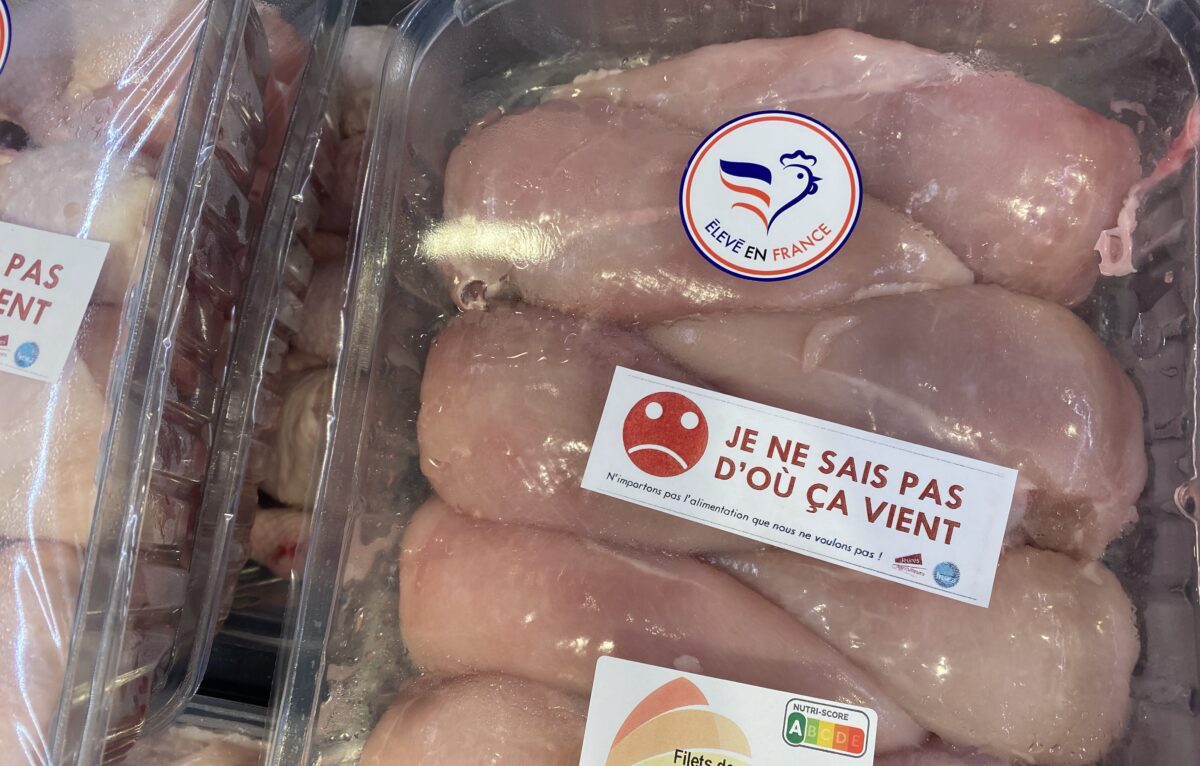 PAS
ENT
ÉLEVÉ EN FRANCE
JE NE SAIS PAS
D'OÙ ÇA VIENT
N'importons pas l'alimentation que nous ne voulons pas !
NUTRI-SCORE
A B C D E
Filets de